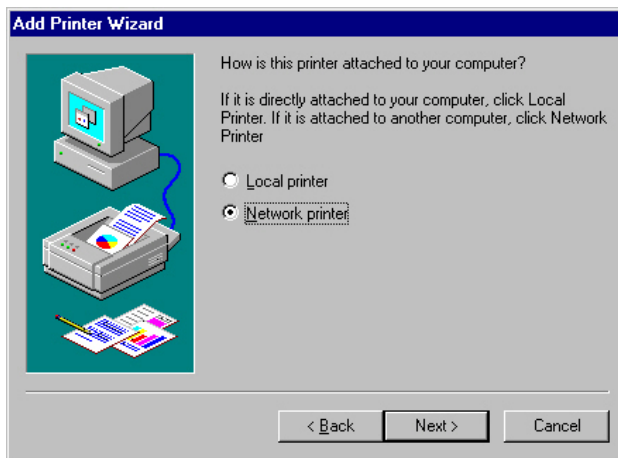 Add Printer Wizard
How is this printer attached to your computer?
If it is directly attached to your computer, click Local
Printer. If it is attached to another computer, click Network
Printer
Local printer
Network printer
< Back
Next >
Cancel